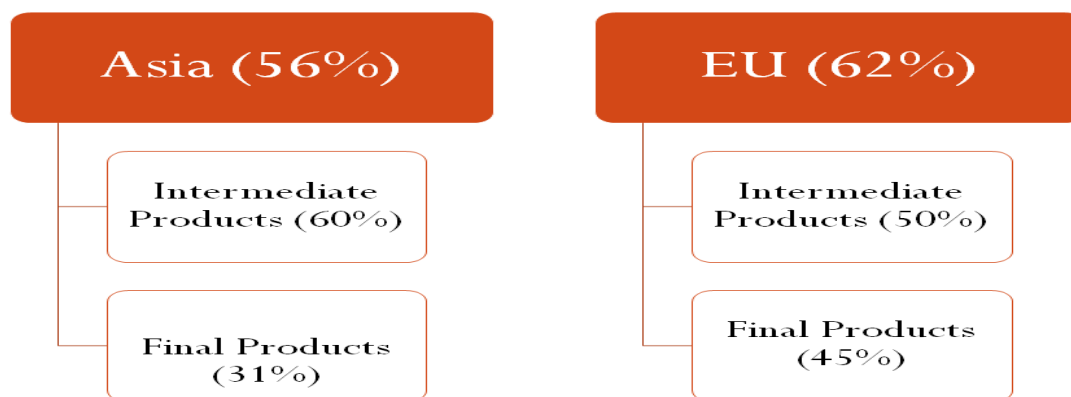 Asia (56%)
Intermediate
Products (60%)
Final Products
(31%)
EU (62%)
Intermediate
Products (50%)
Final Products
(45%)